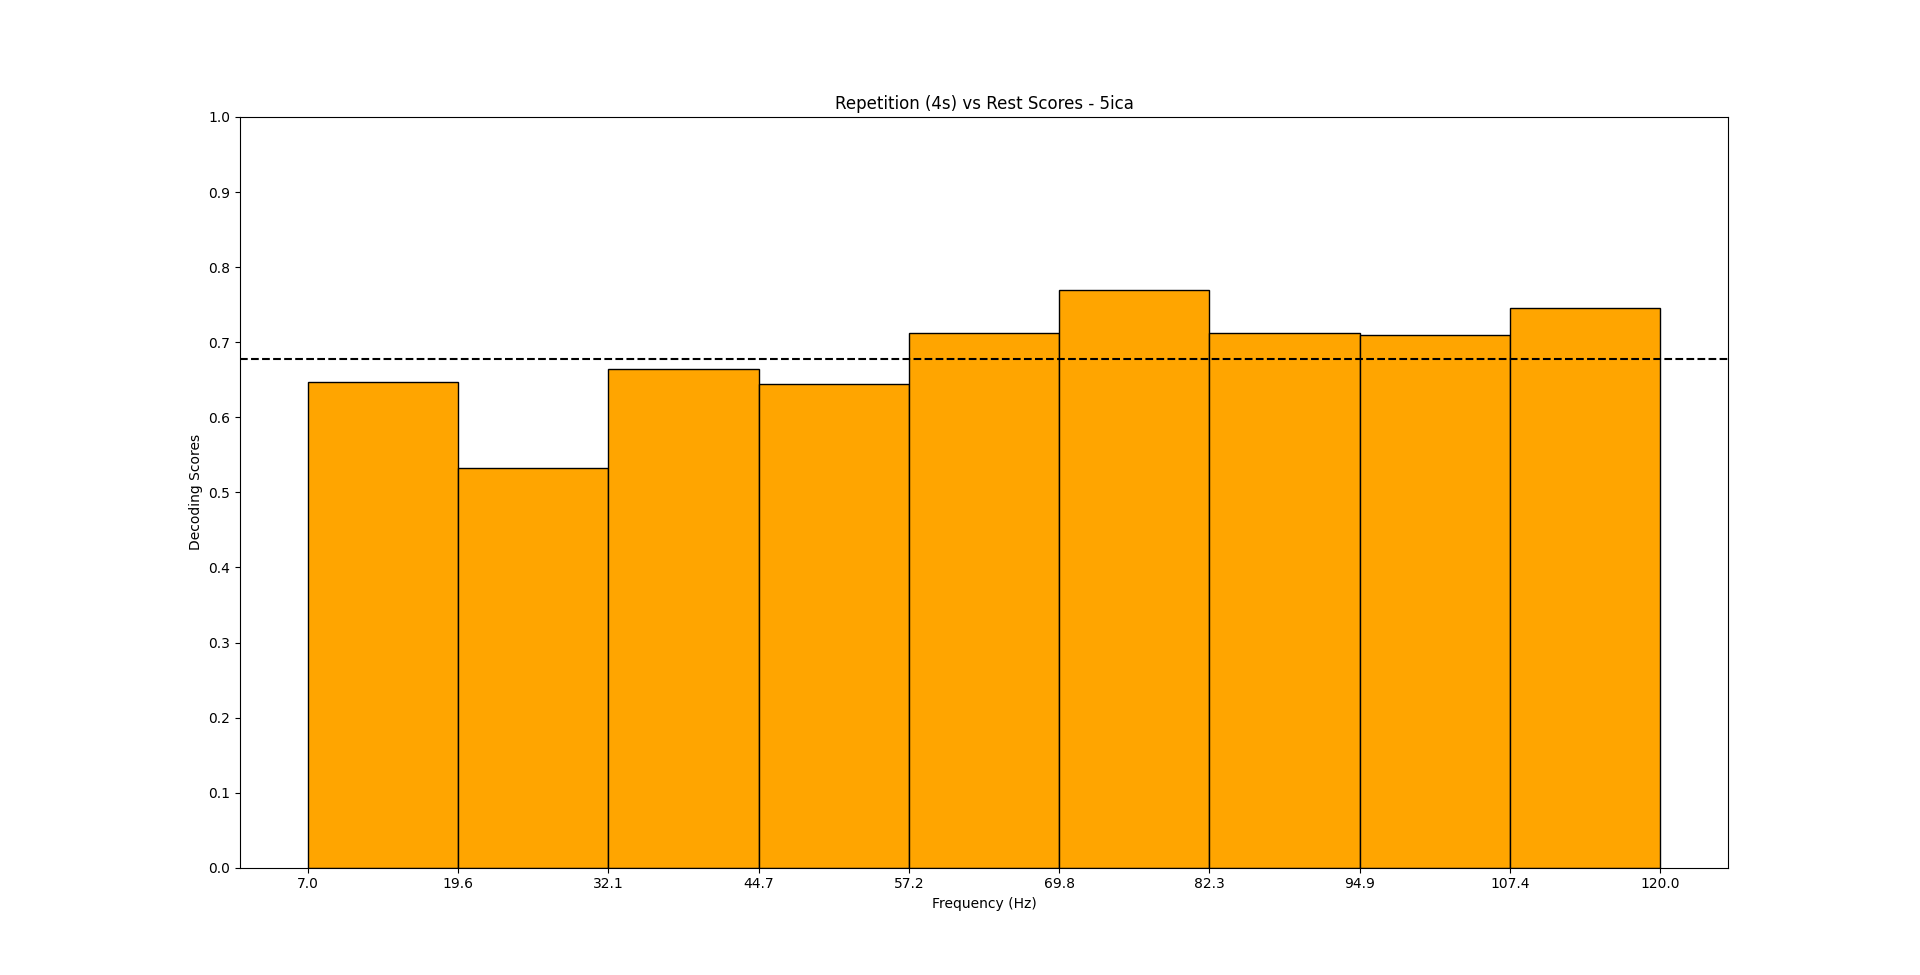 Repetition (4s) vs Rest Scores - 5ica
1.0
0.9
0.8
0.7
0.6
0.5
0.4
0.3
0.2
0.1
0.0
Decoding Scores
7.0 19.6 32.1 44.7 57.2 69.8 82.3 94.9 107.4 120.0
Frequency (Hz)